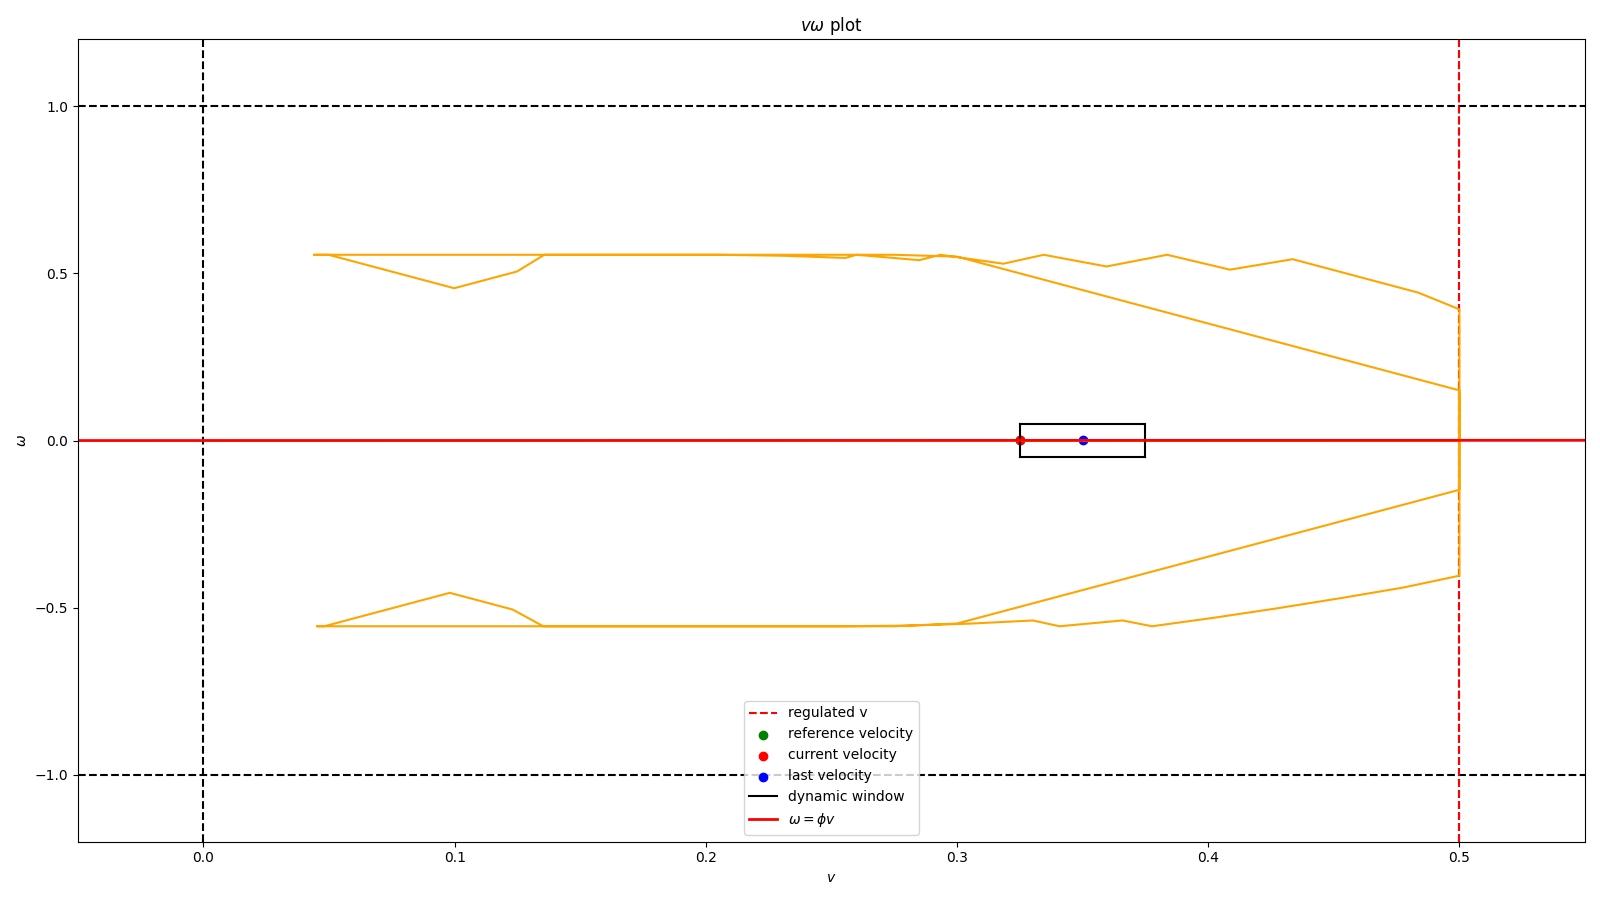 vω plot
1.0
0.5
0.0
−0.5
−1.0
ω
0.0
0.1
0.2
0.3
0.4
0.5
v
regulated v
reference velocity
current velocity
last velocity
dynamic window
ω = ϕv